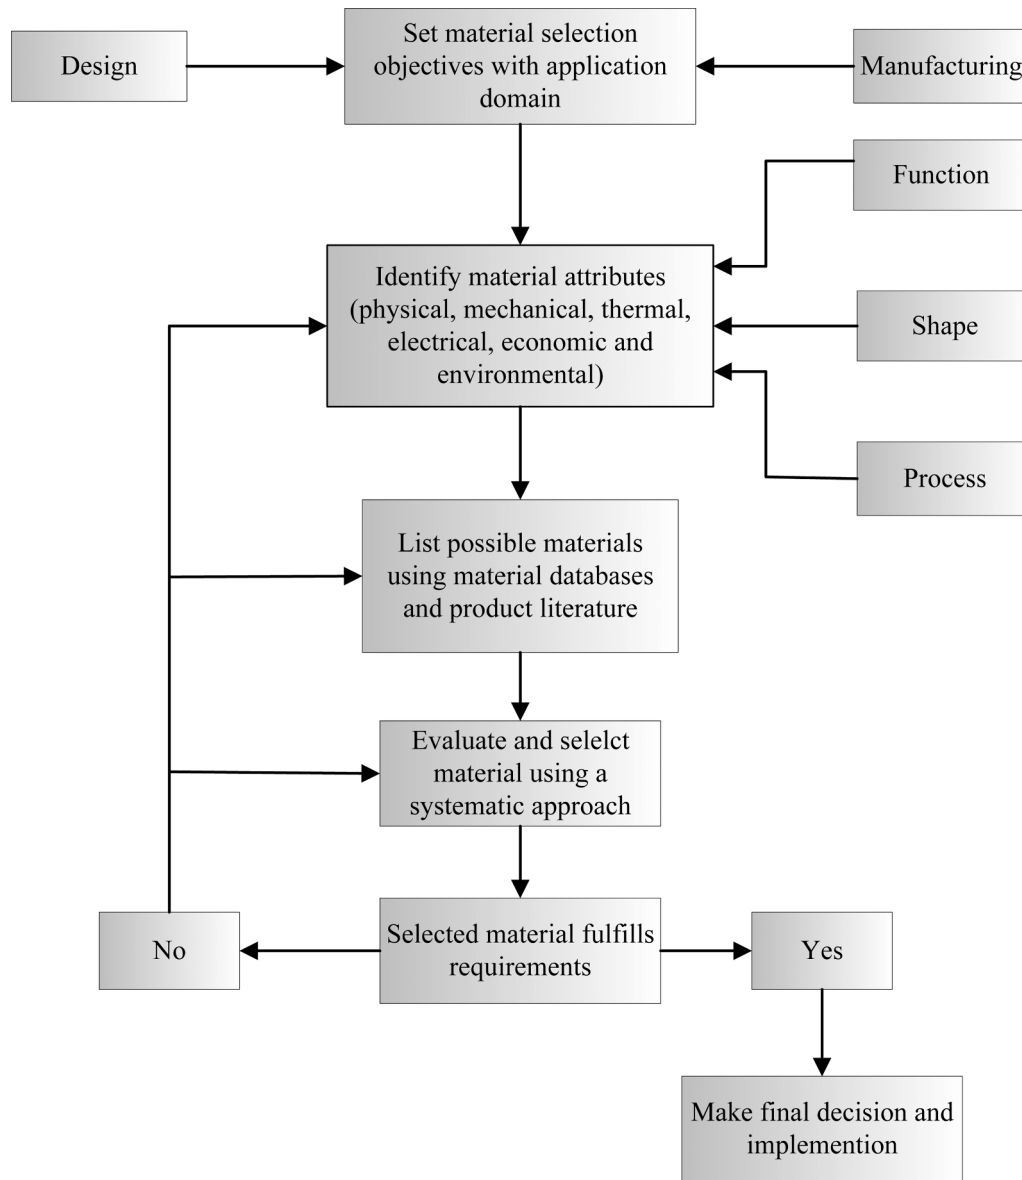 Design
Set material selection
objectives with application
domain
Manufacturing
Function
Identify material attributes
(physical, mechanical, thermal,
electrical, economic and
environmental)
Shape
Process
List possible materials
using material databases
and product literature
Evaluate and selelct
material using a
systematic approach
No
Selected material fulfills
requirements
Yes
Make final decision and
implemention